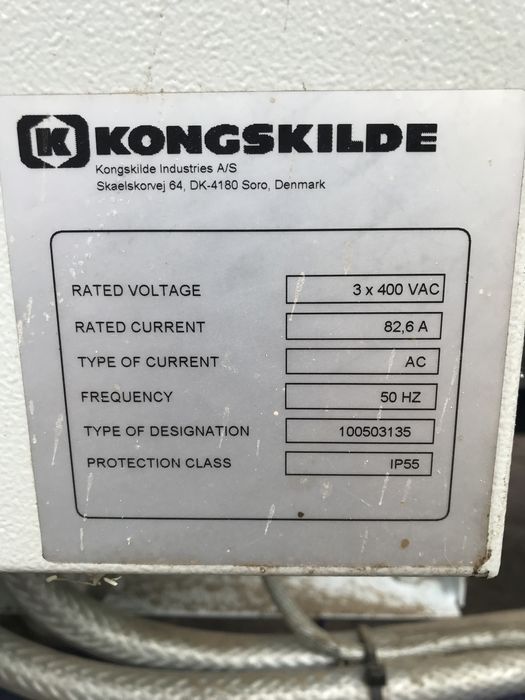 K KONGSKILDE
Kongskilde Industries A/S
Skaelskorvej 64, DK-4180 Soro, Denmark
RATED VOLTAGE 3 x 400 VAC
RATED CURRENT 82,6 A
TYPE OF CURRENT AC
FREQUENCY 50 HZ
TYPE OF DESIGNATION 100503135
PROTECTION CLASS IP55